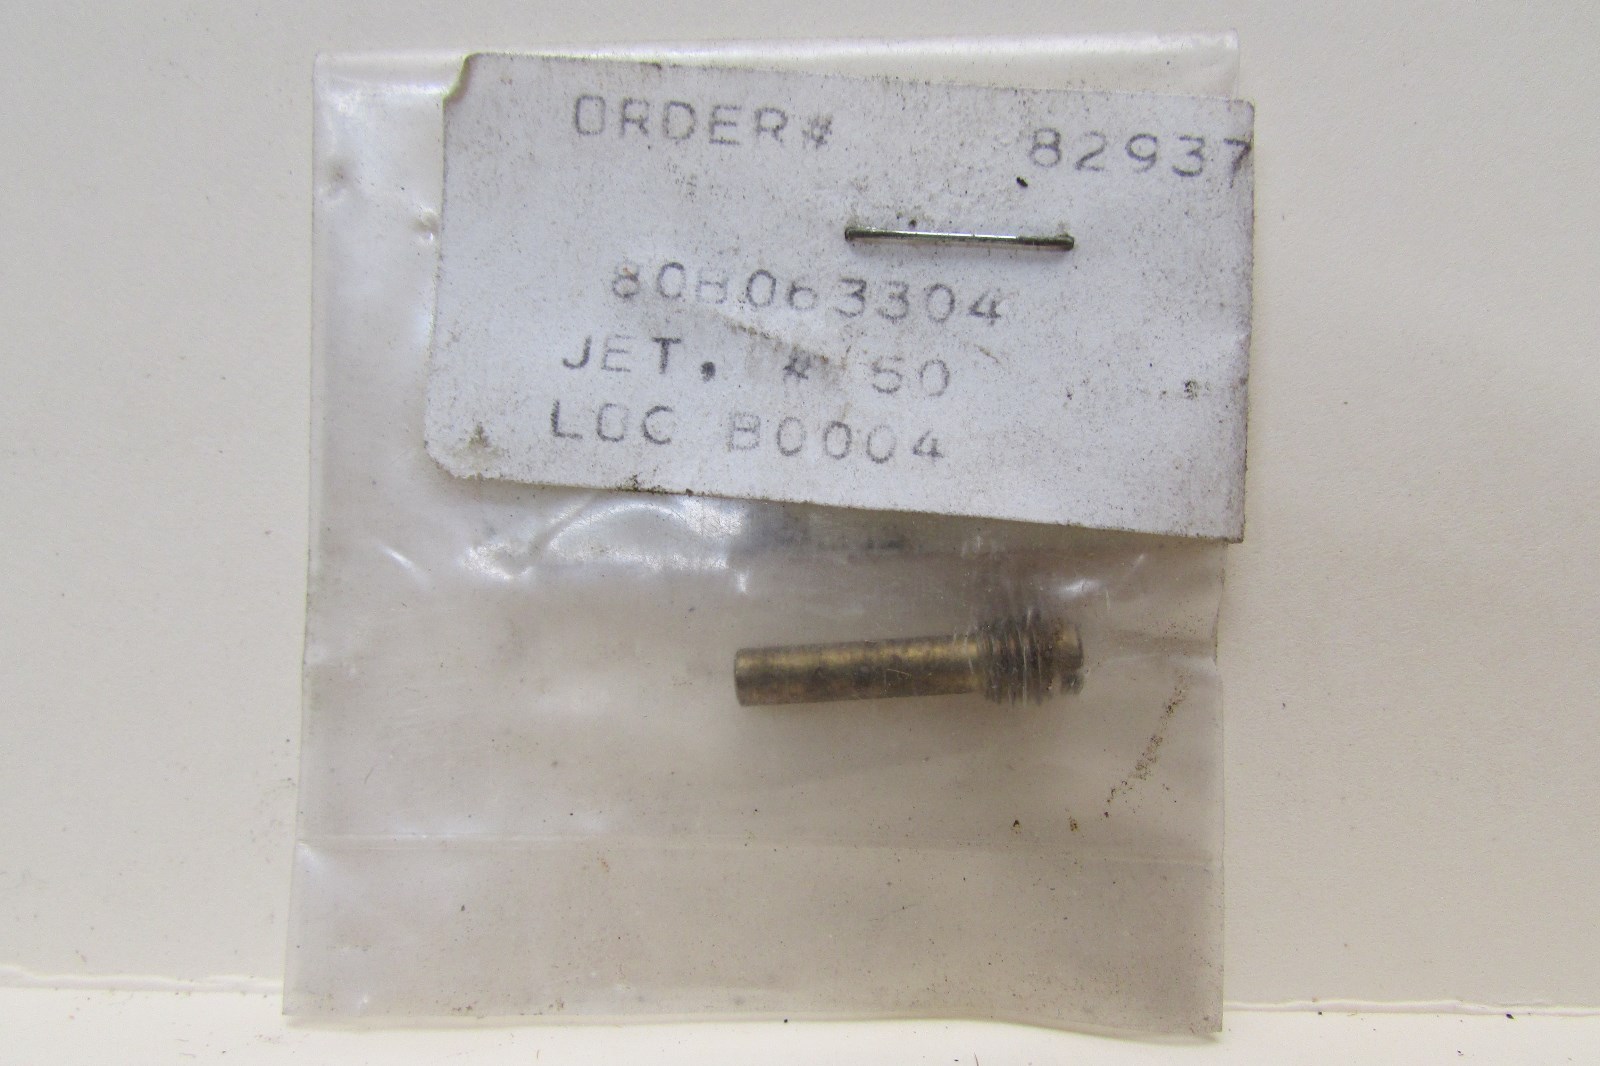 ORDER# 82937
808063304
JET. # 50
LOC B0004